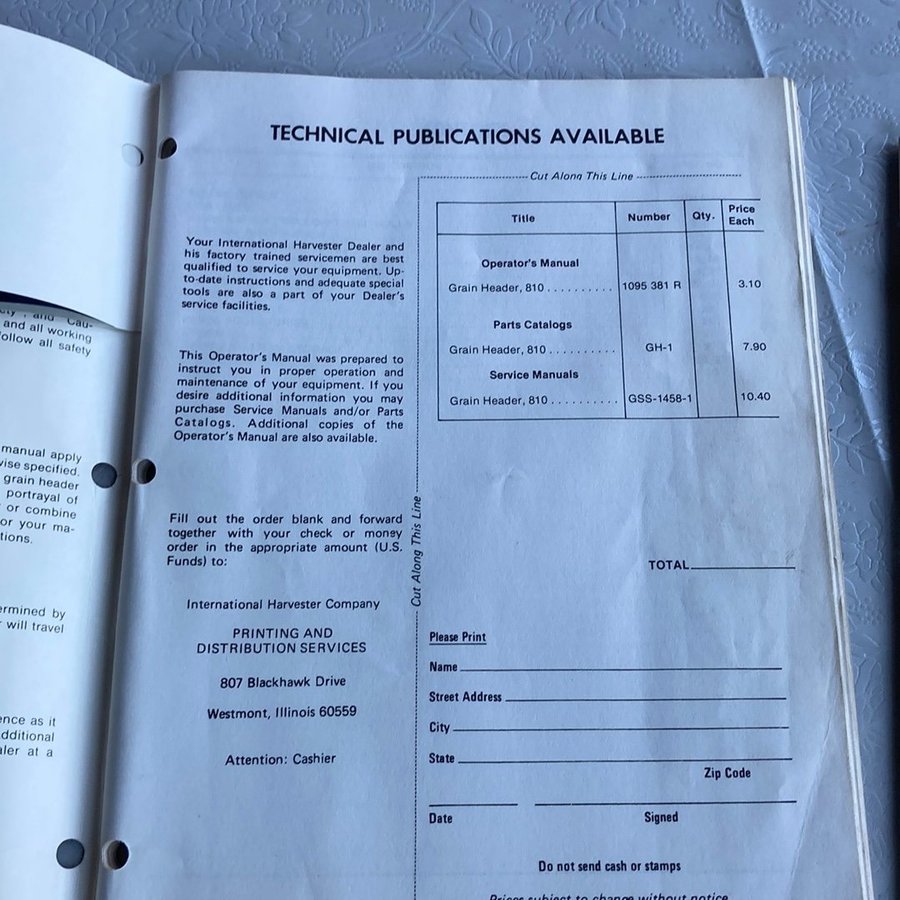 TECHNICAL PUBLICATIONS AVAILABLE
Your International Harvester Dealer and
his factory trained servicemen are best
qualified to service your equipment. Up-
to-date instructions and adequate special
tools are also a part of your Dealer's
service facilities.
This Operator's Manual was prepared to
instruct you in proper operation and
maintenance of your equipment. If you
desire additional information you may
purchase Service Manuals and/or Parts
Catalogs. Additional copies of the
Operator's Manual are also available.
Fill out the order blank and forward
together with your check or money
order in the appropriate amount (U.S.
Funds) to:
International Harvester Company
PRINTING AND
DISTRIBUTION SERVICES
807 Blackhawk Drive
Westmont, Illinois 60559
Attention: Cashier
Cut Along This Line
Cut Along This Line
Title Number Qty. Price Each
Operator's Manual
Grain Header, 810 . . . . . . . . . . 1095 381 R 3.10
Parts Catalogs
Grain Header, 810 . . . . . . . . . . GH-1 7.90
Service Manuals
Grain Header, 810 . . . . . . . . . . GSS-1458-1 10.40
TOTAL
Please Print
Name
Street Address
City
State
Zip Code
Date Signed
Do not send cash or stamps
Prices subject to change without notice
and all working
follow all safety
manual apply
specified.
grain header
portrayal of
or combine
or your ma-
by
will travel
as it
at a